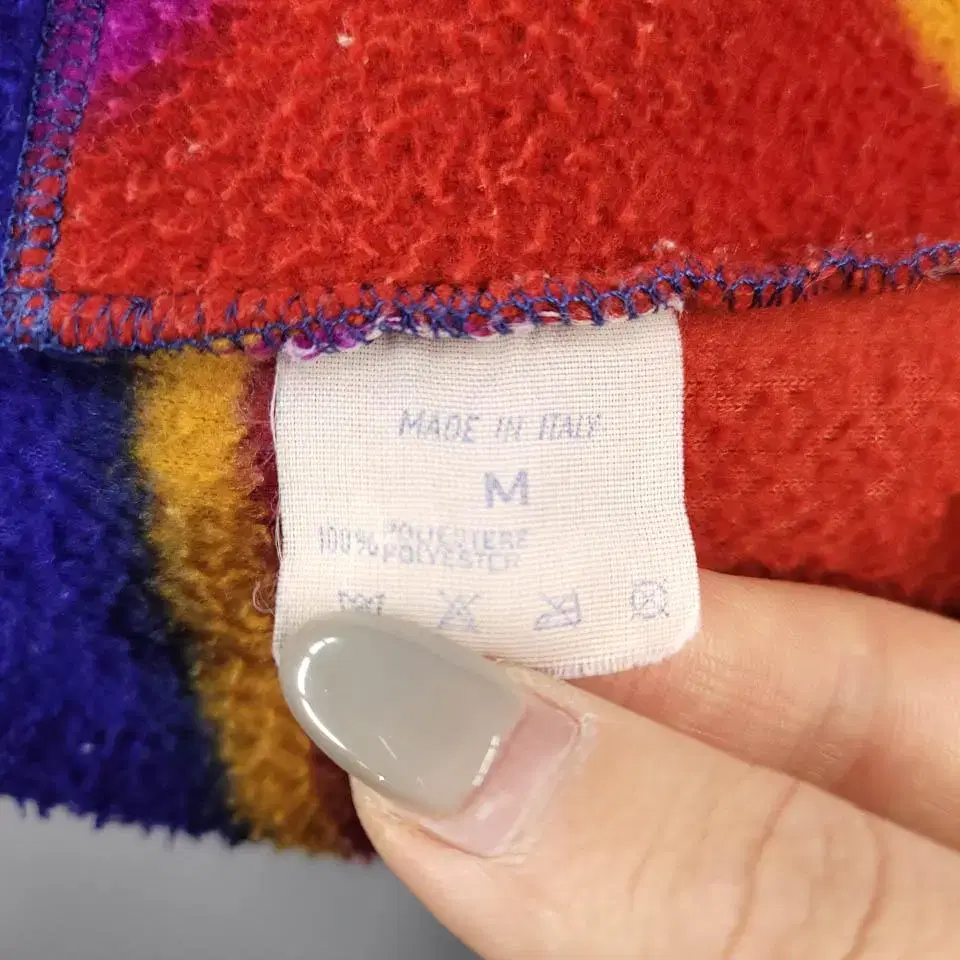 MADE IN ITALY
M
100% POLIESTERE
POLYESTER